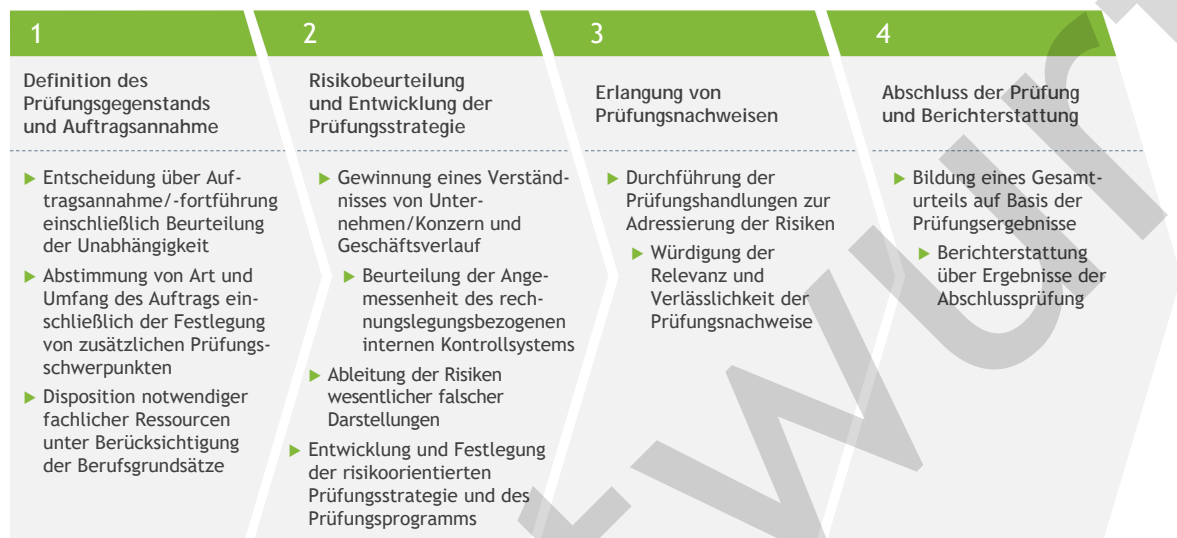 1
Definition des
Prüfungsgegenstands
und Auftragsannahme
▶ Entscheidung über Auf-
tragsannahme/-fortführung
einschließlich Beurteilung
der Unabhängigkeit
▶ Abstimmung von Art und
Umfang des Auftrags ein-
schließlich der Festlegung
von zusätzlichen Prüfungs-
schwerpunkten
▶ Disposition notwendiger
fachlicher Ressourcen
unter Berücksichtigung
der Berufsgrundsätze
2
Risikobeurteilung
und Entwicklung der
Prüfungsstrategie
▶ Gewinnung eines Verständ-
nisses von Unter-
nehmen/Konzern und
Geschäftsverlauf
▶ Beurteilung der Ange-
messenheit des rech-
nungslegungsbezogenen
internen Kontrollsystems
▶ Ableitung der Risiken
wesentlicher falscher
Darstellungen
▶ Entwicklung und Festlegung
der risikoorientierten
Prüfungsstrategie und des
Prüfungsprogramms
3
Erlangung von
Prüfungsnachweisen
▶ Durchführung der
Prüfungshandlungen zur
Adressierung der Risiken
▶ Würdigung der
Relevanz und
Verlässlichkeit der
Prüfungsnachweise
4
Abschluss der Prüfung
und Berichterstattung
▶ Bildung eines Gesamt-
urteils auf Basis der
Prüfungsergebnisse
▶ Berichterstattung
über Ergebnisse der
Abschlussprüfung